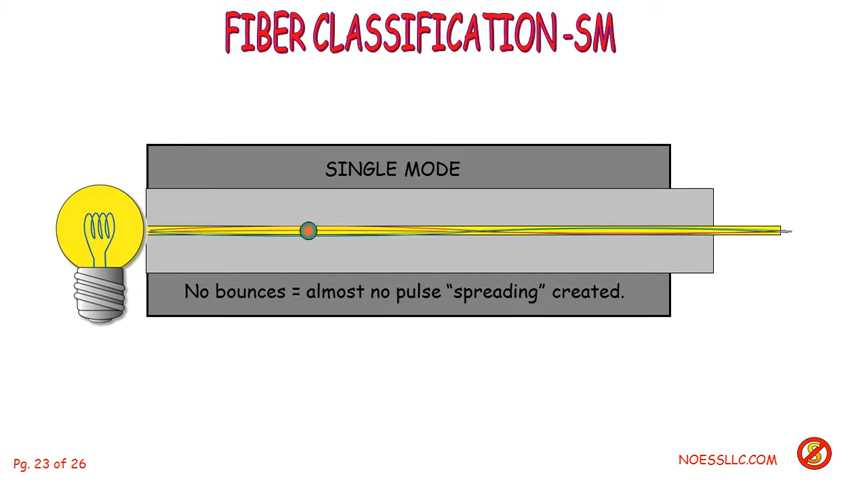 FIBER CLASSIFICATION -SM
SINGLE MODE
No bounces = almost no pulse “spreading” created.
Pg. 23 of 26
NOESSLLC.COM
S